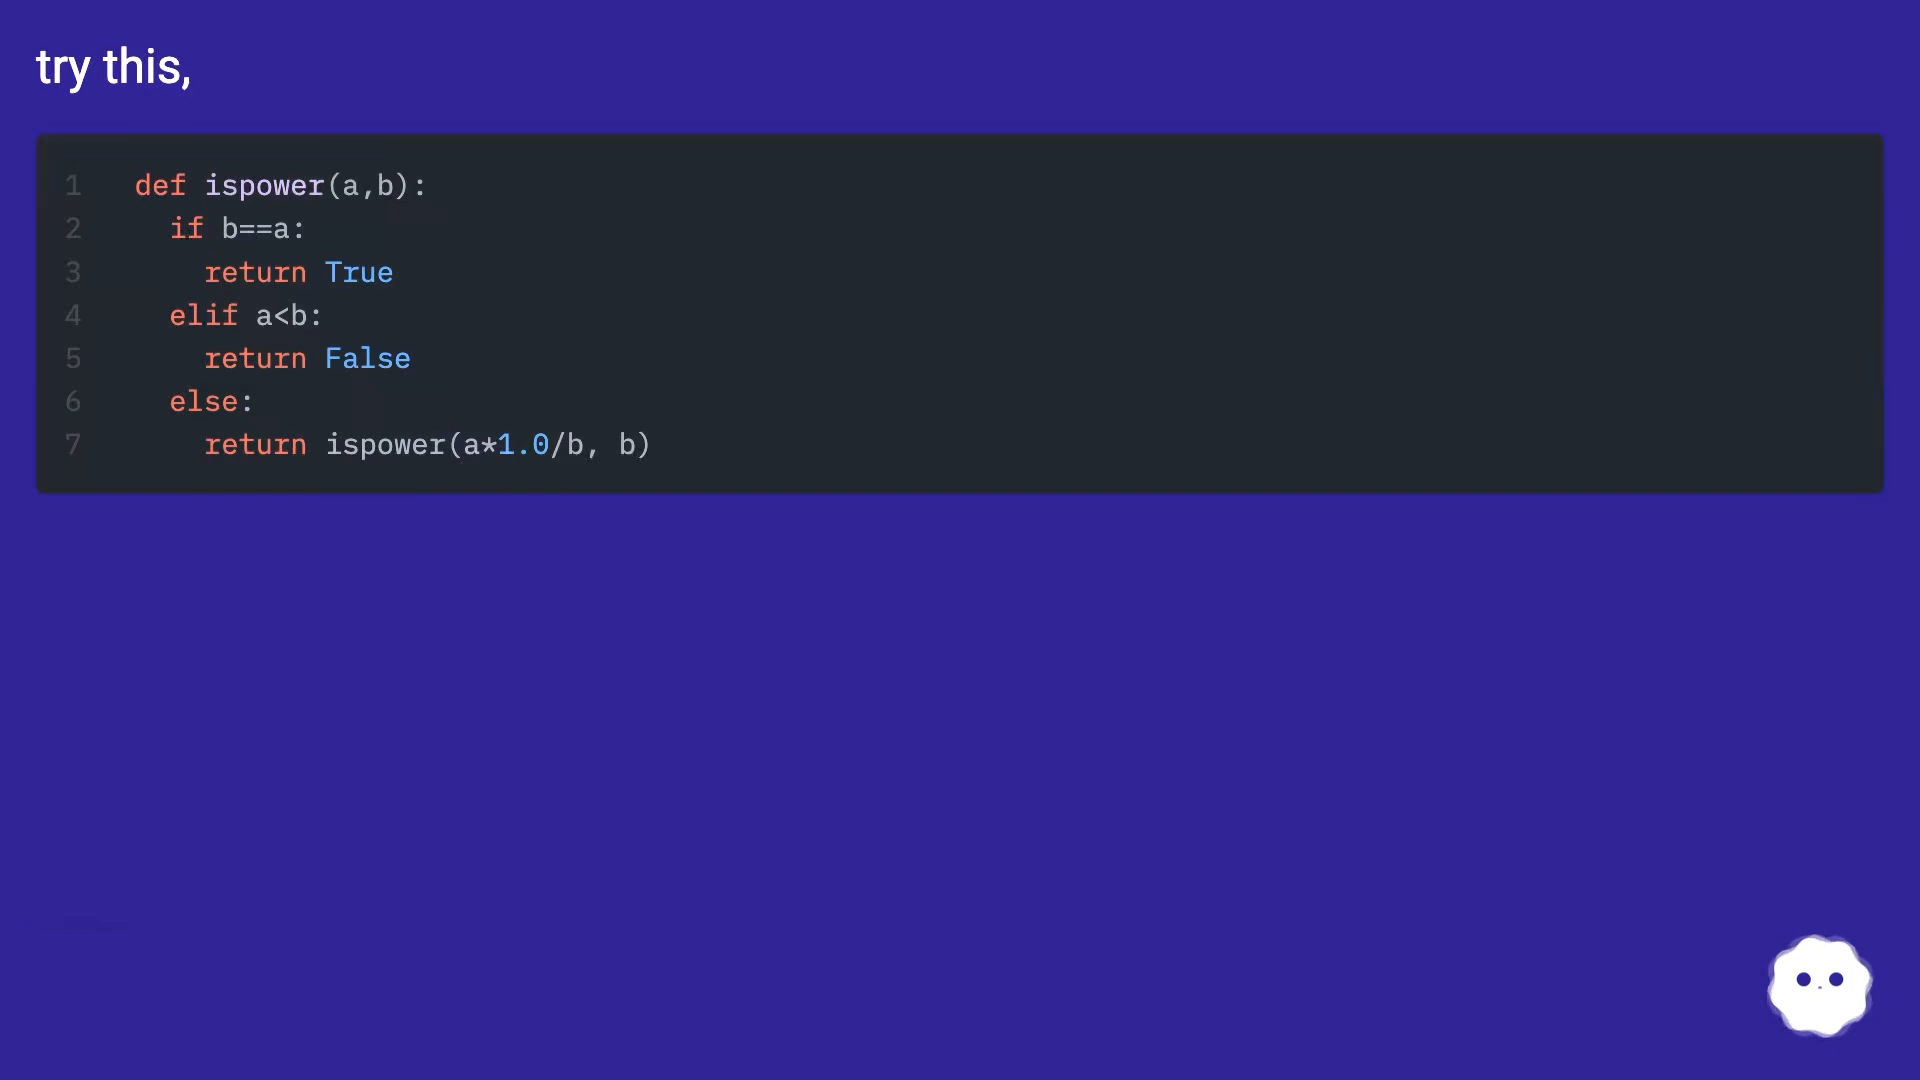 try this,
1 def ispower(a,b):
2   if b==a:
3     return True
4   elif a<b:
5     return False
6   else:
7     return ispower(a*1.0/b, b)